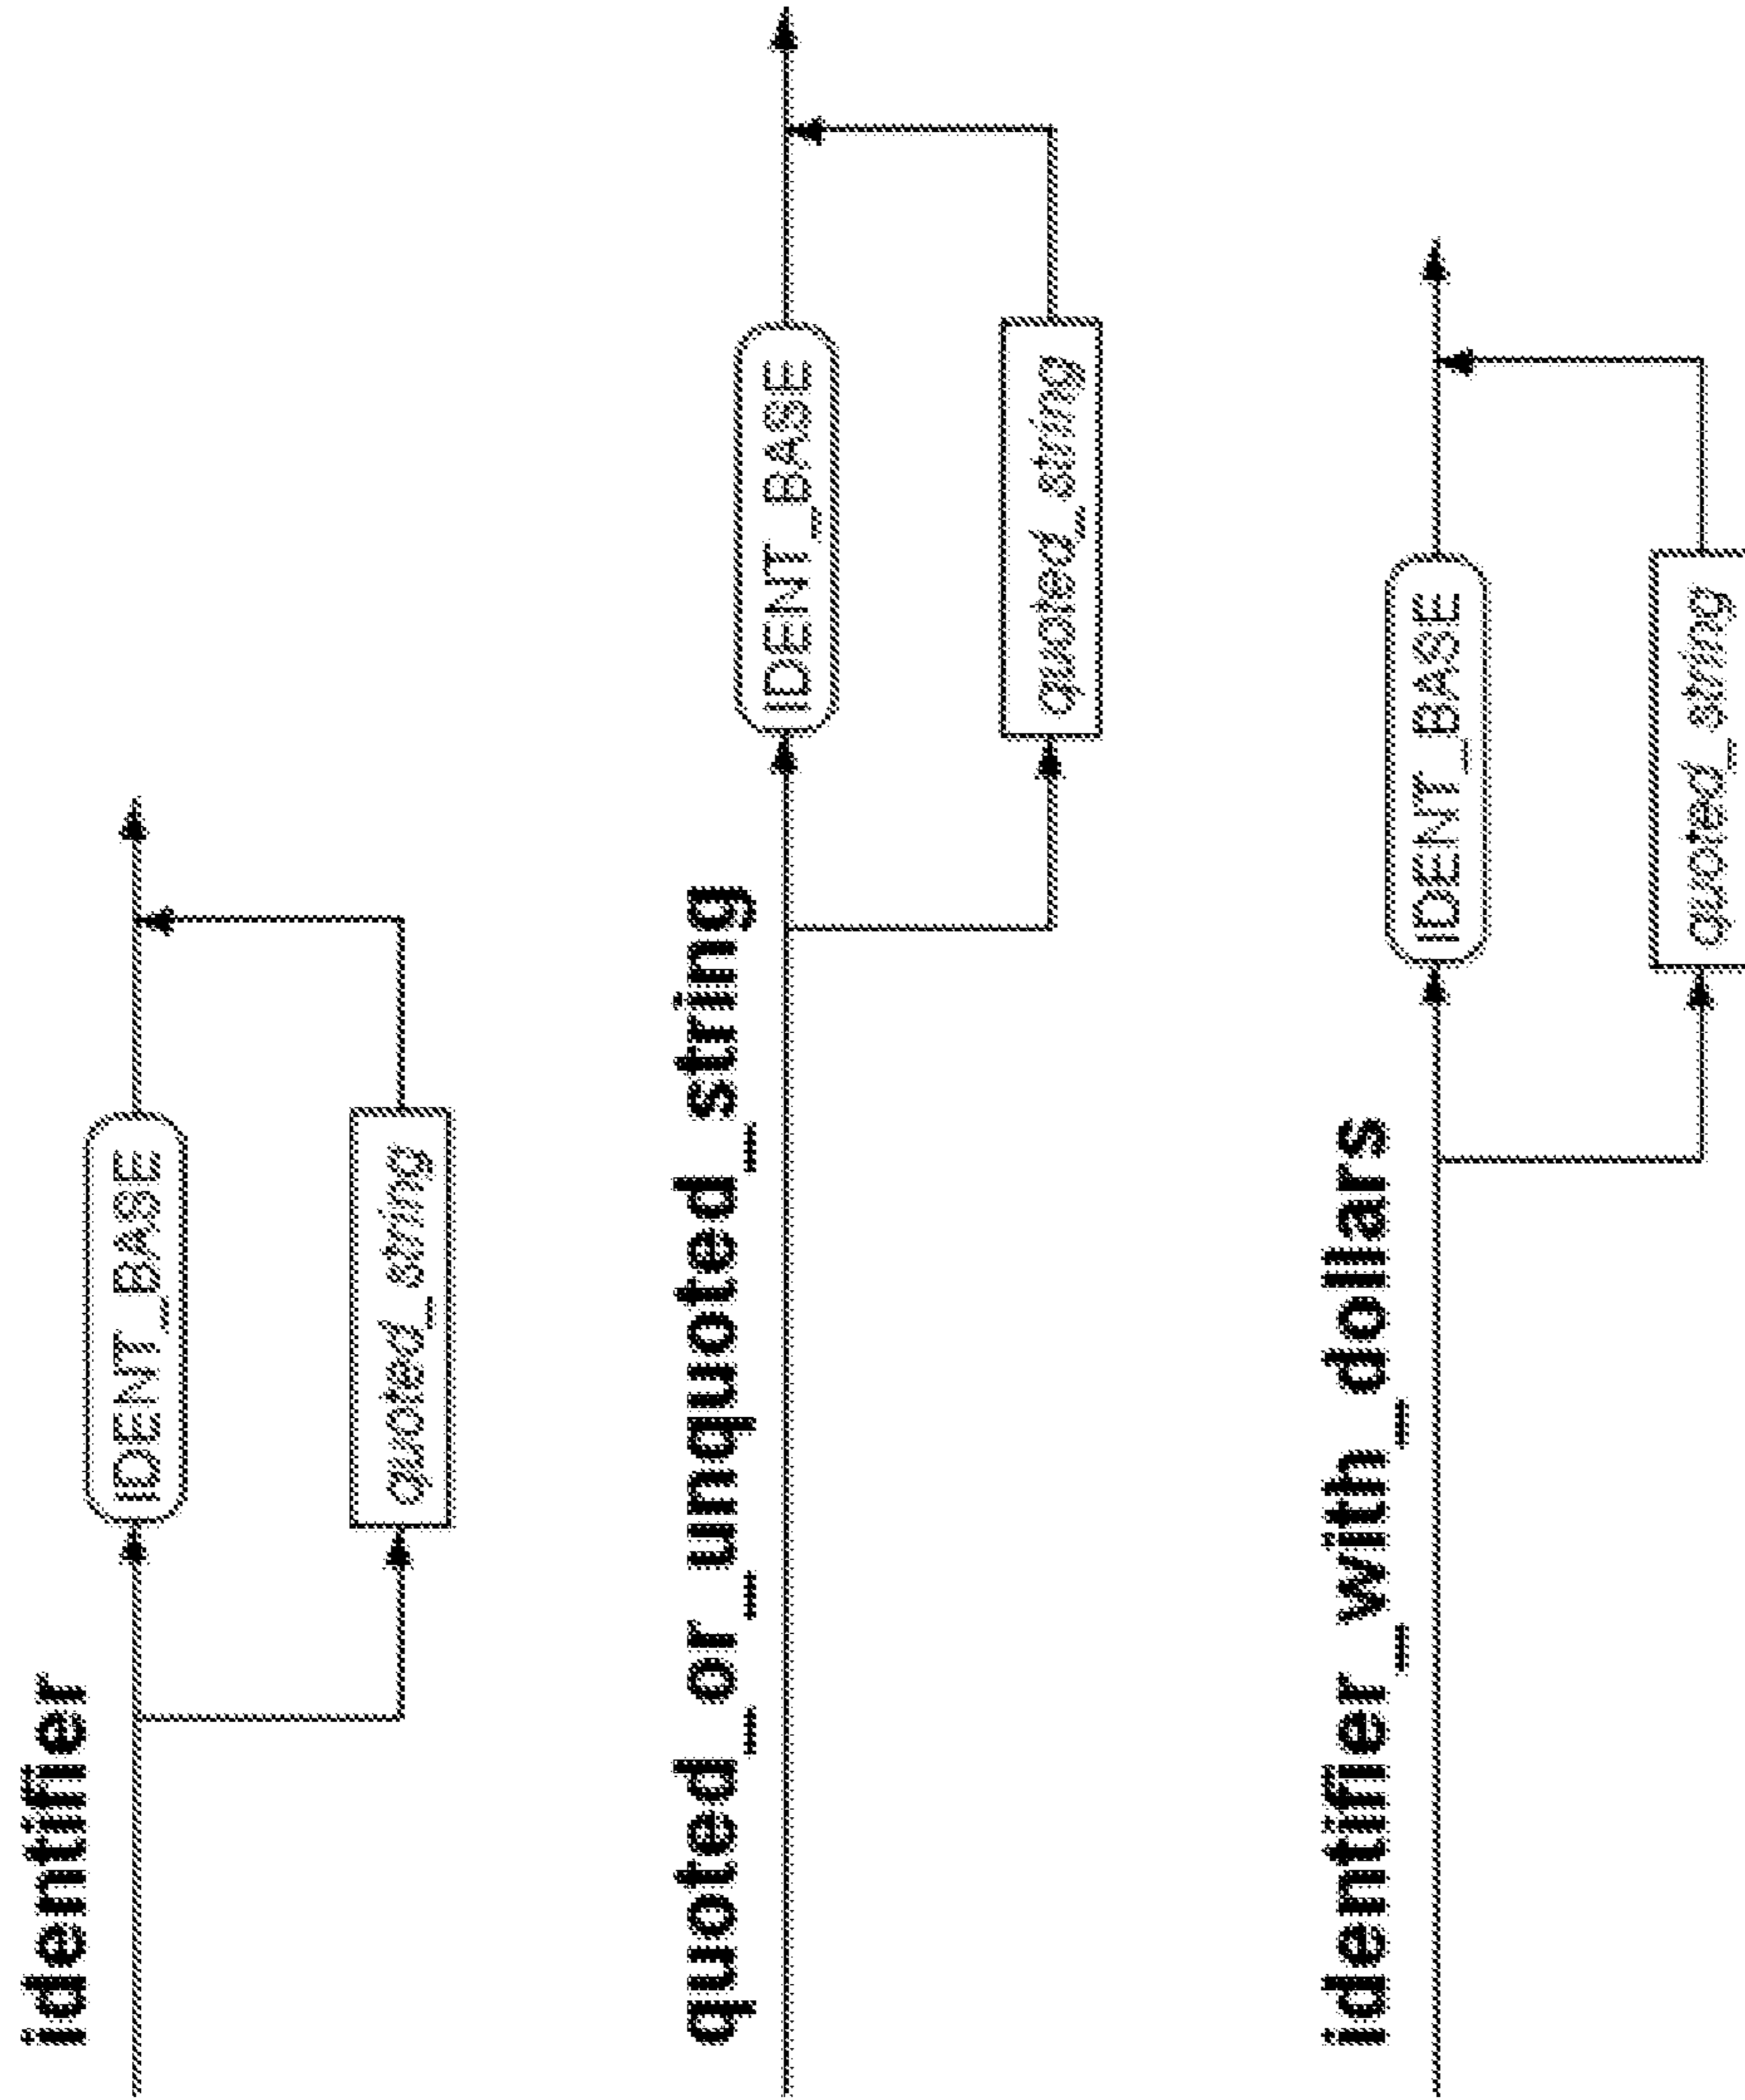 identifier
IDENT_BASE
quoted_string
quoted_or_unquoted_string
IDENT_BASE
quoted_string
identifier_with_dollars
IDENT_BASE
quoted_string